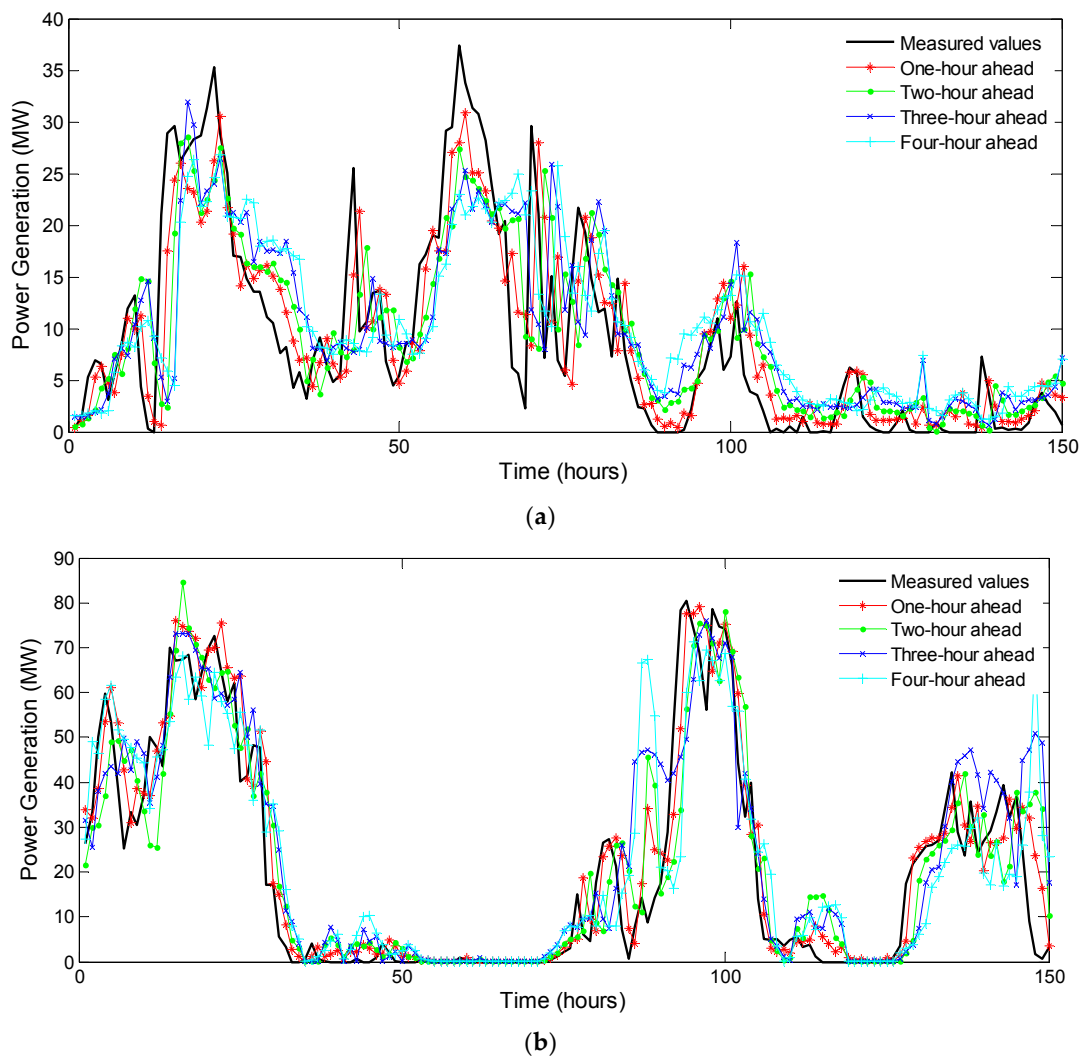 40
35
30
25
20
15
10
5
0
Power Generation (MW)
Measured values
One-hour ahead
Two-hour ahead
Three-hour ahead
Four-hour ahead
0 50 100 150
Time (hours)
(a)
90
80
70
60
50
40
30
20
10
0
Power Generation (MW)
Measured values
One-hour ahead
Two-hour ahead
Three-hour ahead
Four-hour ahead
0 50 100 150
Time (hours)
(b)